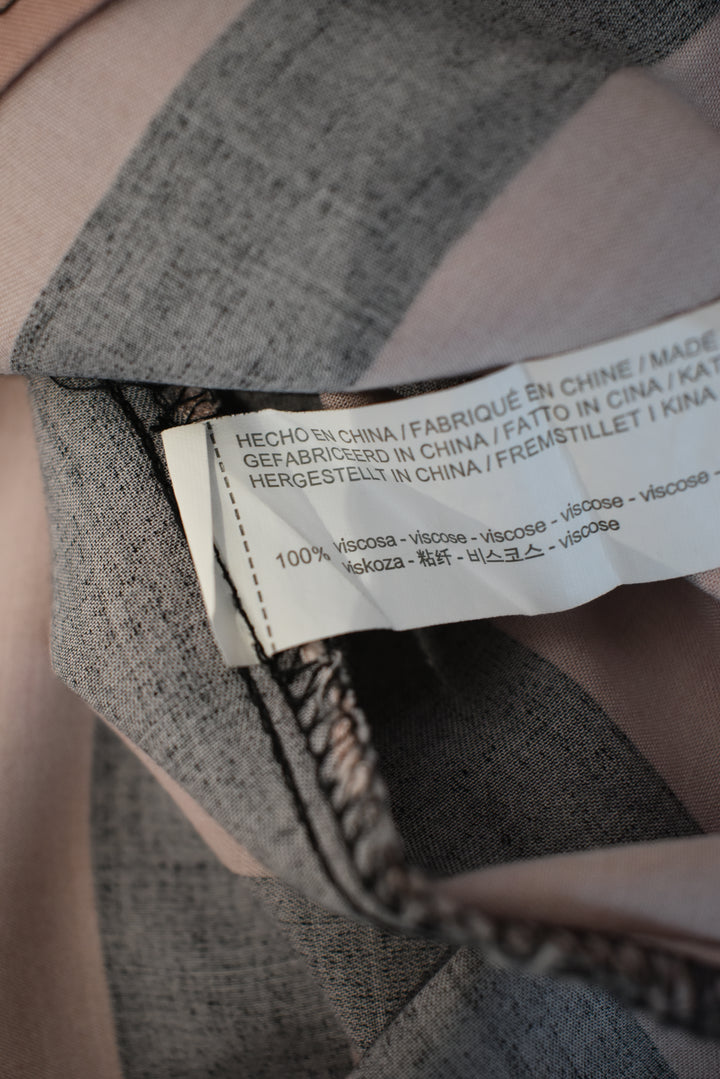 HECHO EN CHINA / FABRIQUÉ EN CHINE / MADE
GEFABRICEERD IN CHINA / FATTO IN CINA / KAT
HERGESTELLT IN CHINA / FREMSTILLET I KINA
100% viscosa - viscose - viscose - viscose - viscose -
viskoza - 粘纤 - 비스코스 - viscose